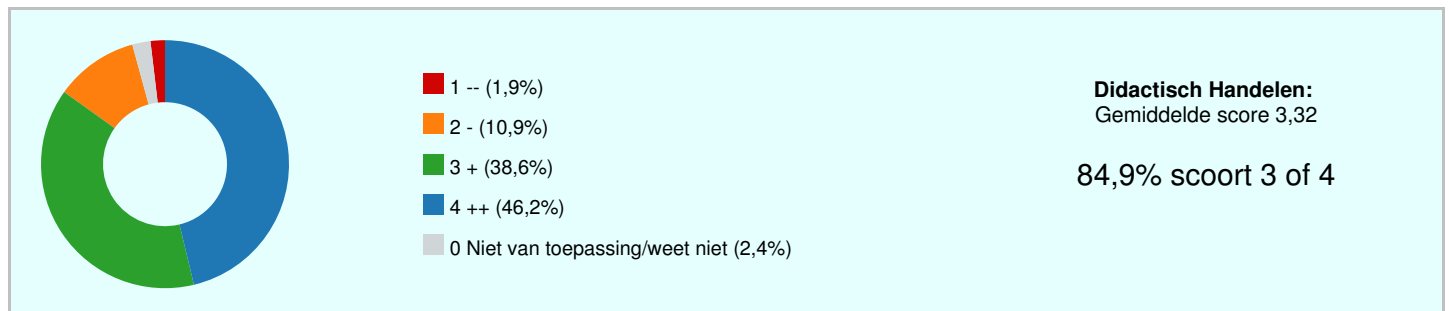 1 -- (1,9%)
2 - (10,9%)
3 + (38,6%)
4 ++ (46,2%)
0 Niet van toepassing/weet niet (2,4%)
Didactisch Handelen:
Gemiddelde score 3,32
84,9% scoort 3 of 4